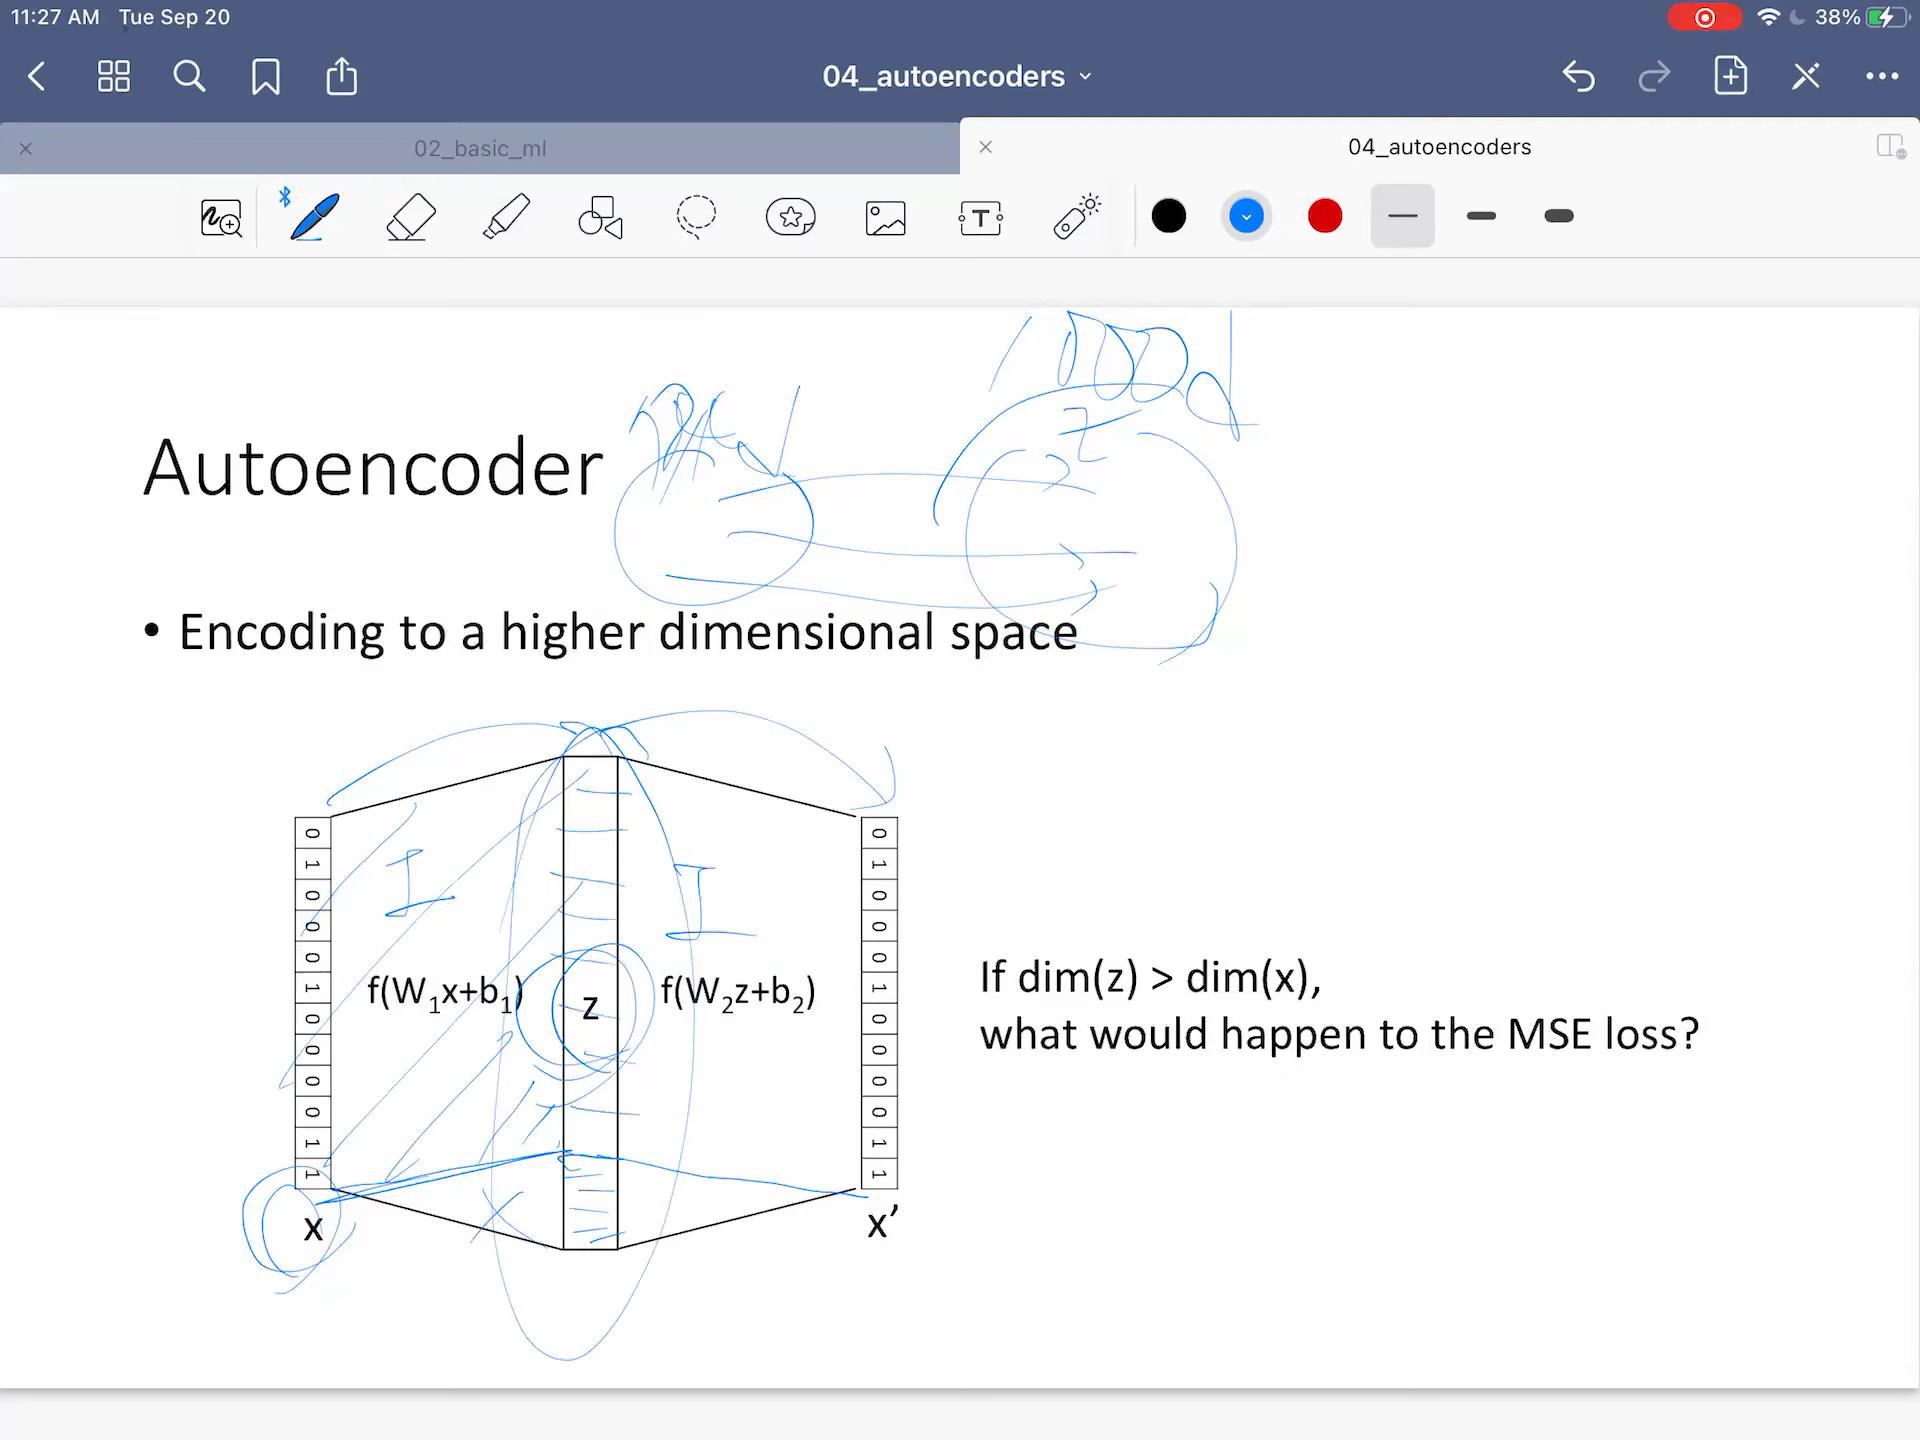 11:27 AM Tue Sep 20
38%
04_autoencoders
02_basic_ml
04_autoencoders
T
1000d
z
Autoencoder
• Encoding to a higher dimensional space
0
1
0
0
0
1
0
0
0
0
1
1
I
I
f(W₁x+b₁)
z
f(W₂z+b₂)
0
1
0
0
0
1
0
0
0
0
1
1
x
x’
If dim(z) > dim(x),
what would happen to the MSE loss?